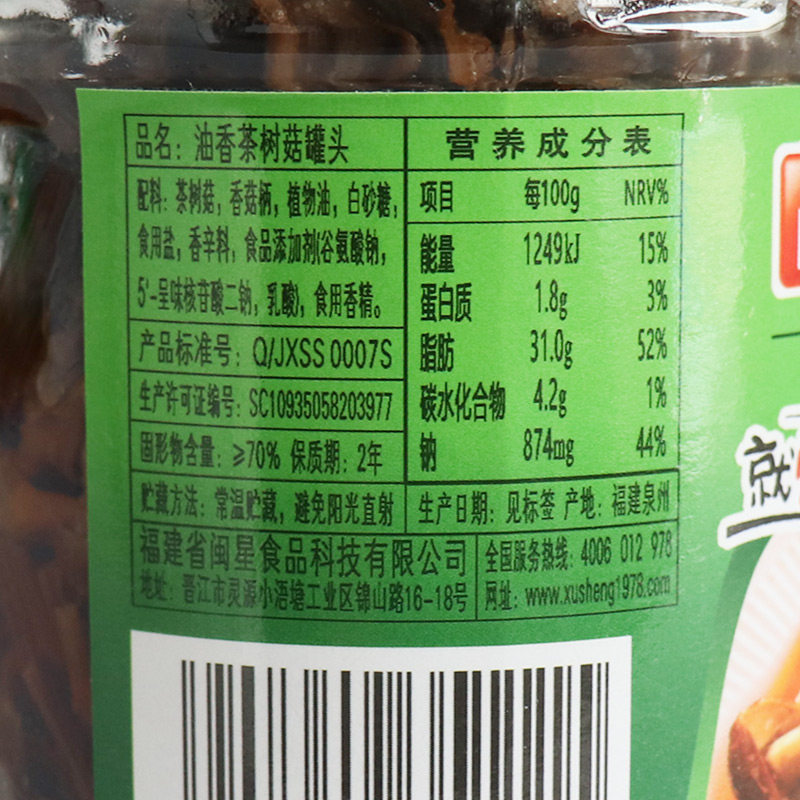 品名：油香茶树菇罐头
配料：茶树菇，香菇柄，植物油，白砂糖，
食用盐，香辛料，食品添加剂(谷氨酸钠，
5'-呈味核苷酸二钠，乳酸)，食用香精。
产品标准号：Q/JXSS 0007S
生产许可证编号：SC10935058203977
固形物含量：≥70% 保质期：2年
贮藏方法：常温贮藏，避免阳光直射
营养成分表
项目 每100g NRV%
能量 1249kJ 15%
蛋白质 1.8g 3%
脂肪 31.0g 52%
碳水化合物 4.2g 1%
钠 874mg 44%
生产日期：见标签 产地：福建泉州
福建省闽星食品科技有限公司
地址：晋江市灵源小浯塘工业区锦山路16-18号
全国服务热线：4006 012 978
网址：www.xusheng1978.com
就